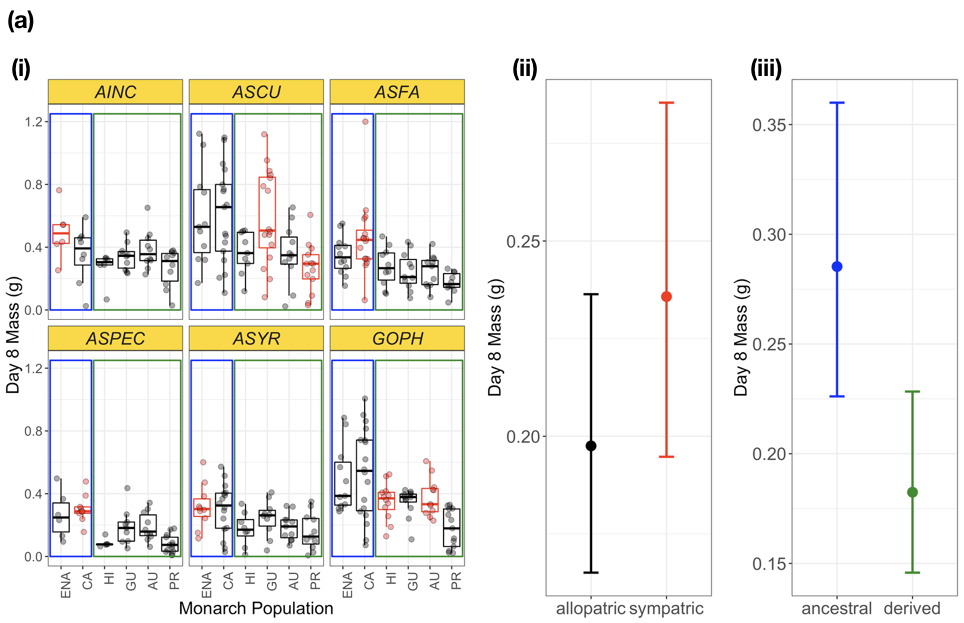 (a)
(i)
(ii)
(iii)
AINC
ASCU
ASFA
1.2
0.8
0.4
0.0
ASPEC
ASYR
GOPH
1.2
0.8
0.4
0.0
Day 8 Mass (g)
ENA CA HI GU AU PR
ENA CA HI GU AU PR
ENA CA HI GU AU PR
Monarch Population
Day 8 Mass (g)
0.25
0.20
allopatric sympatric
Day 8 Mass (g)
0.35
0.30
0.25
0.20
0.15
ancestral derived